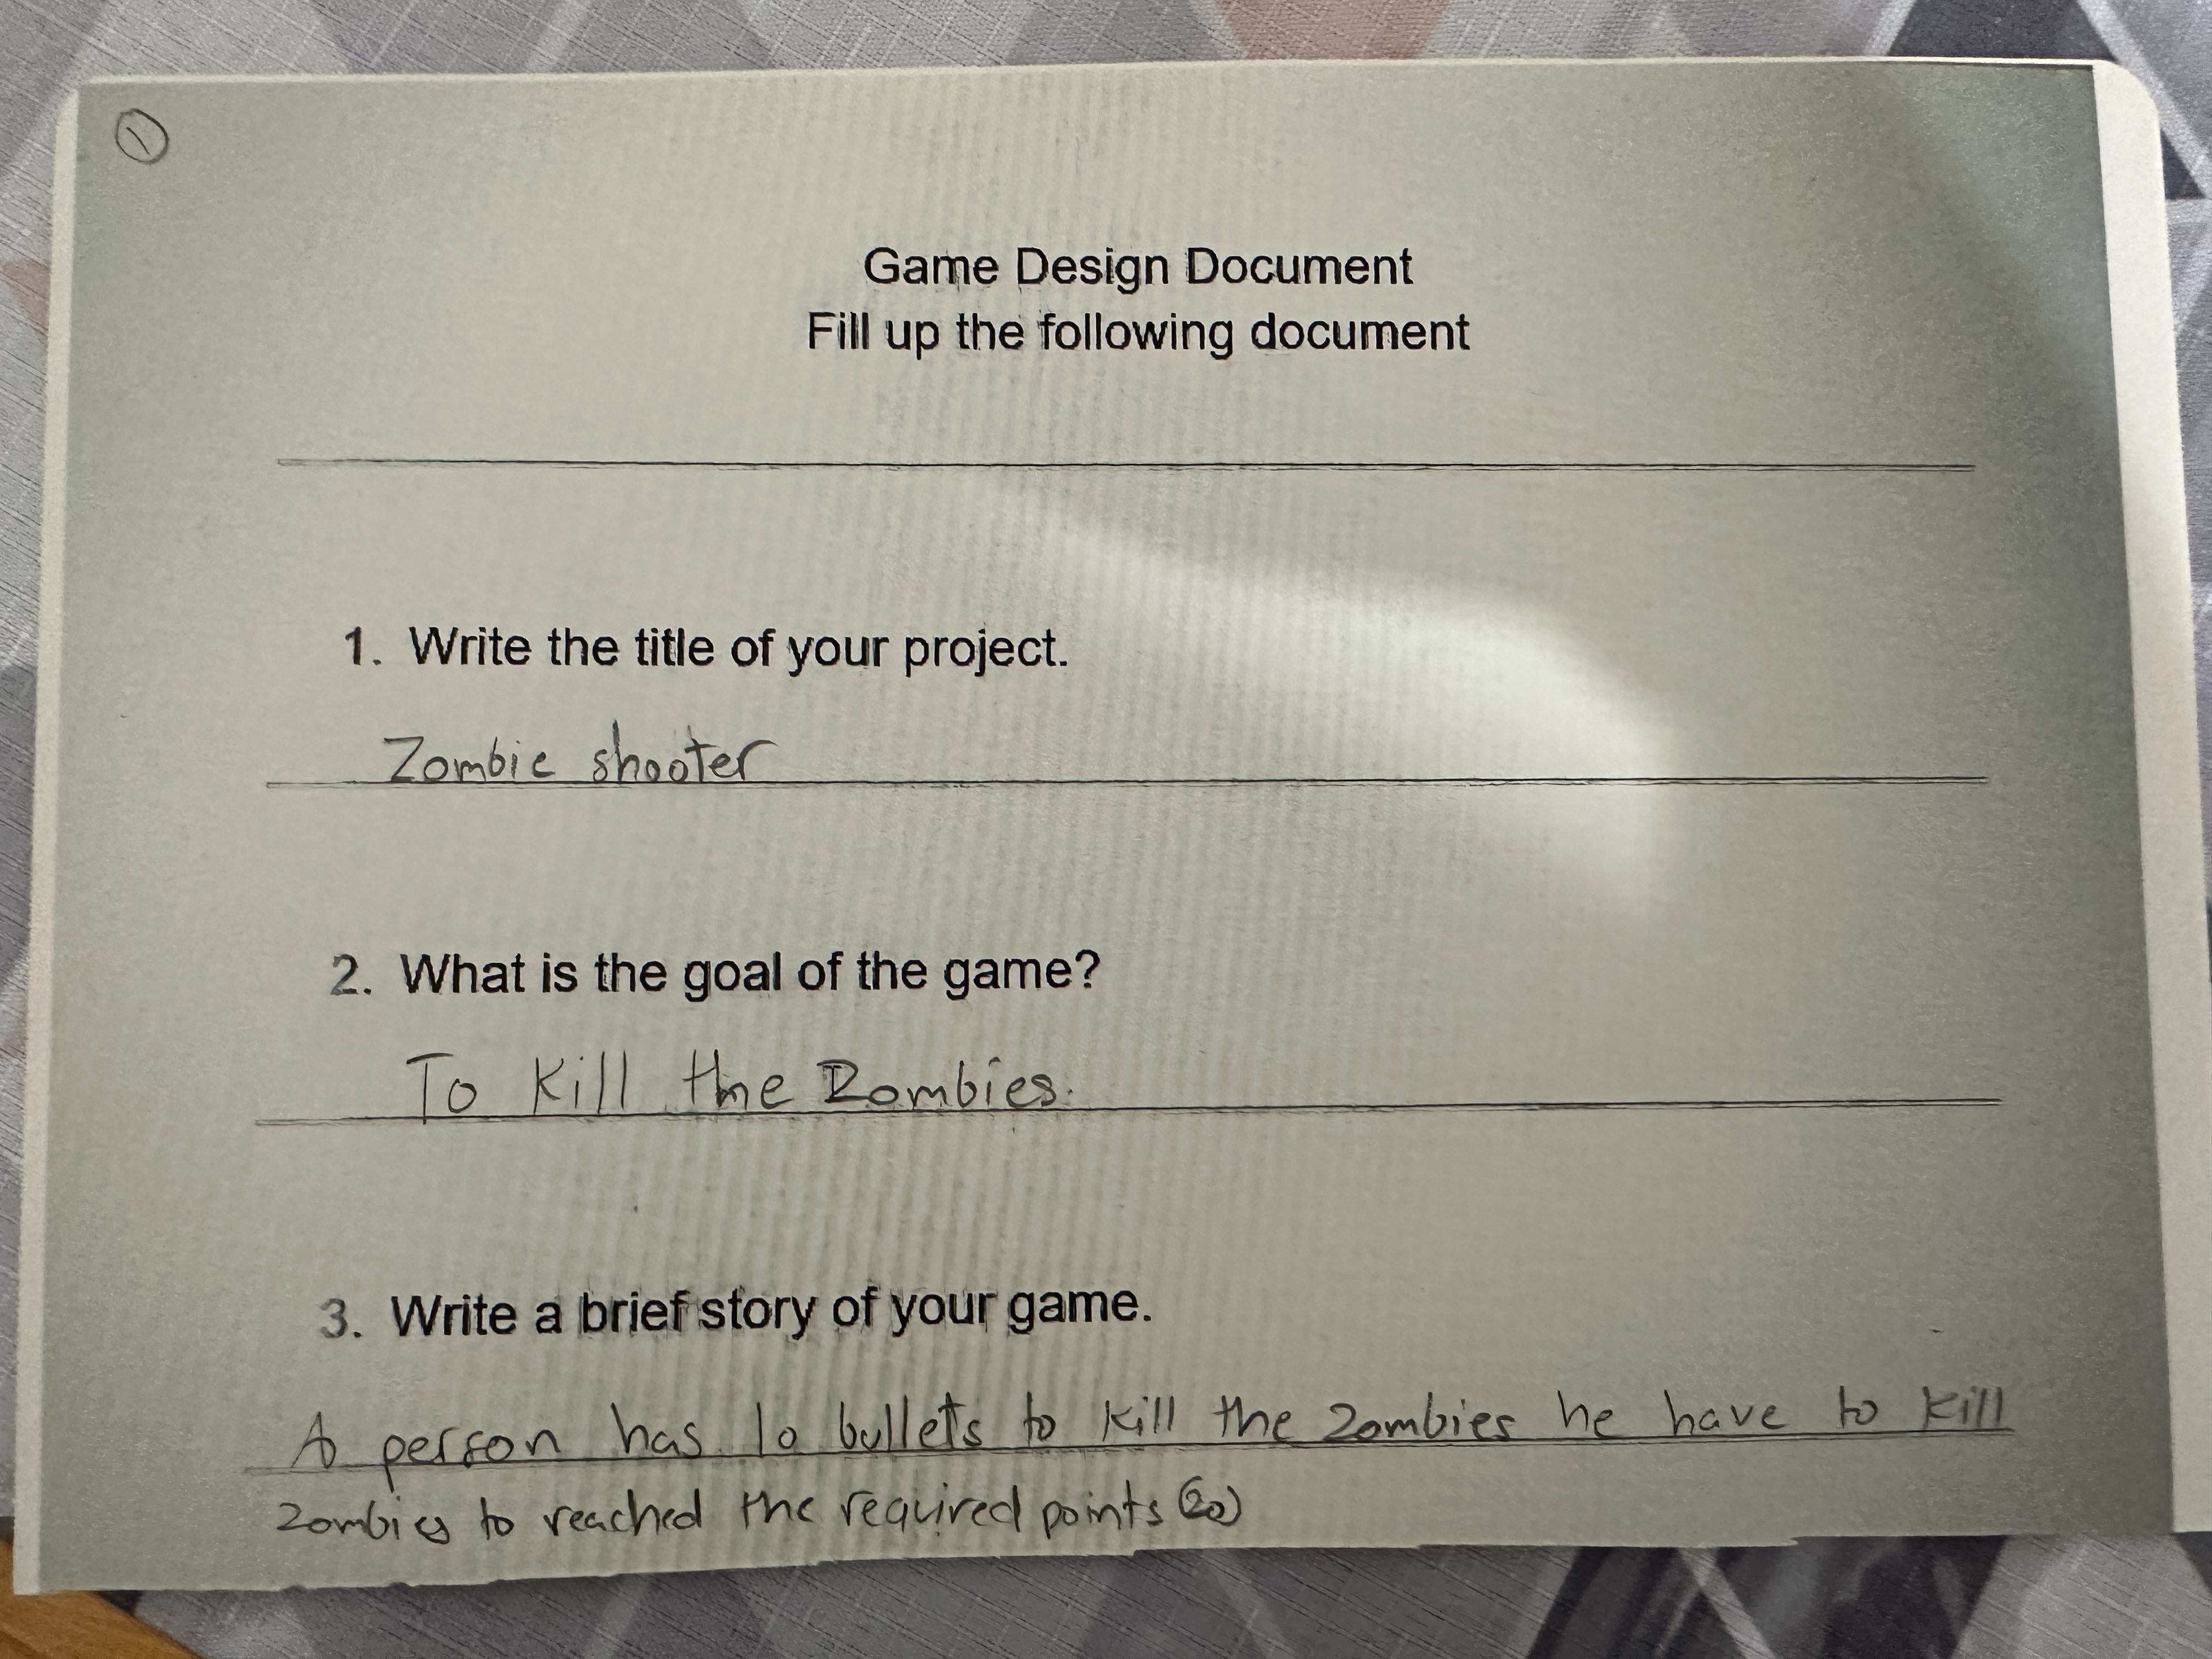 1
Game Design Document
Fill up the following document
1. Write the title of your project.
Zombie shooter
2. What is the goal of the game?
To kill the Zombies.
3. Write a brief story of your game.
A person has 10 bullets to kill the zombies he have to kill
zombies to reached the required points (20)